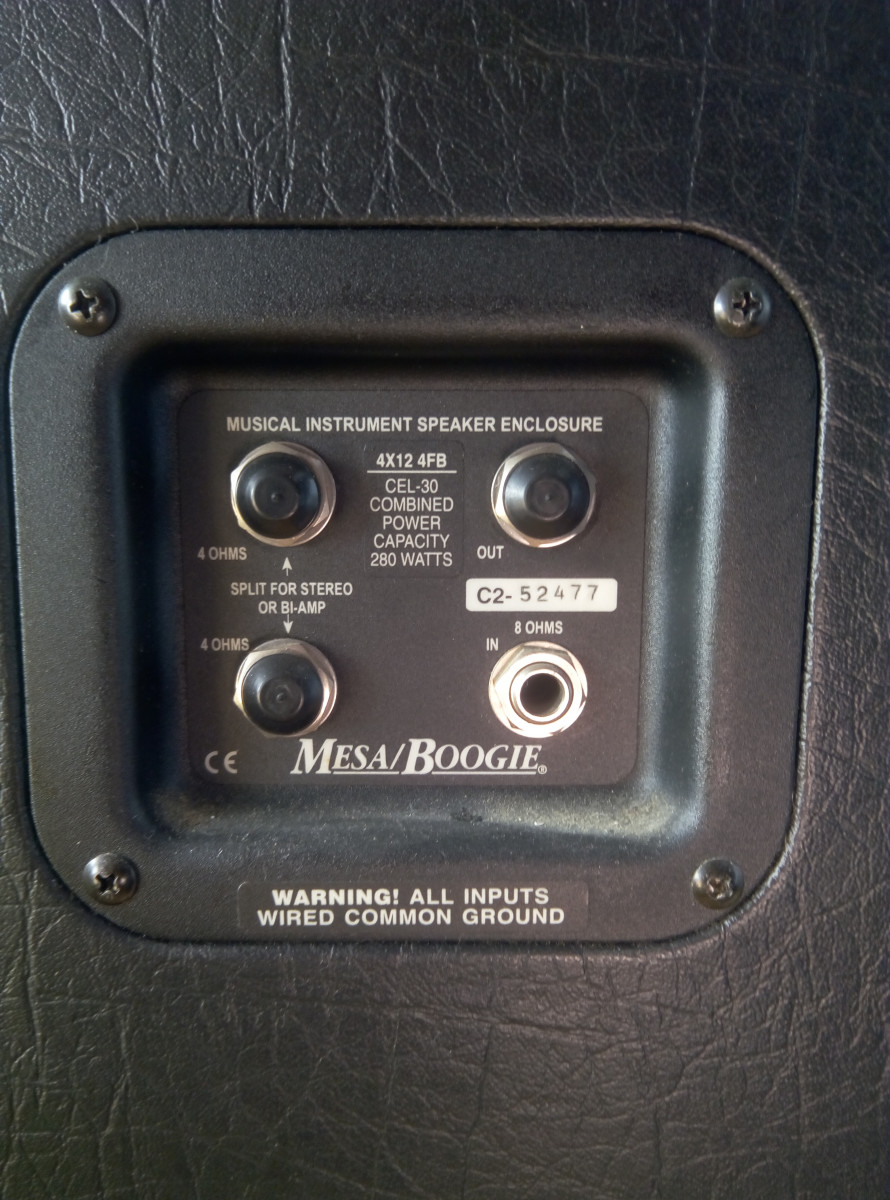 MUSICAL INSTRUMENT SPEAKER ENCLOSURE
4X12 4FB
CEL-30
COMBINED
POWER
CAPACITY
280 WATTS
4 OHMS
SPLIT FOR STEREO
OR BI-AMP
4 OHMS
OUT
C2-52477
8 OHMS
IN
CE
MESA/BOOGIE®
WARNING! ALL INPUTS
WIRED COMMON GROUND